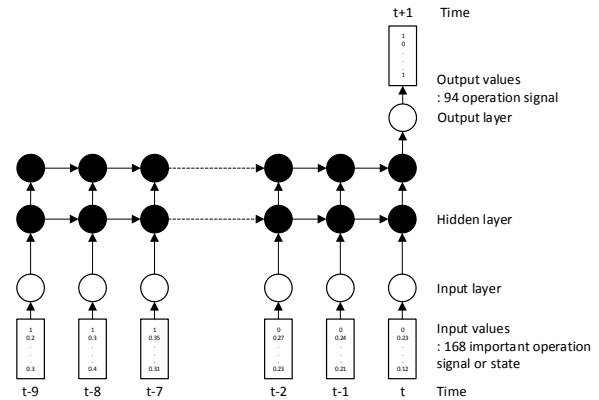 t+1 Time
1
0
.
.
.
1
Output values
: 94 operation signal
Output layer
Hidden layer
Input layer
1 1 1 0 0 0
0.2 0.3 0.35 0.27 0.24 0.23
. . . . . .
. . . . . .
. . . . . .
0.3 0.4 0.31 0.23 0.21 0.12
Input values
: 168 important operation
signal or state
t-9 t-8 t-7 t-2 t-1 t Time